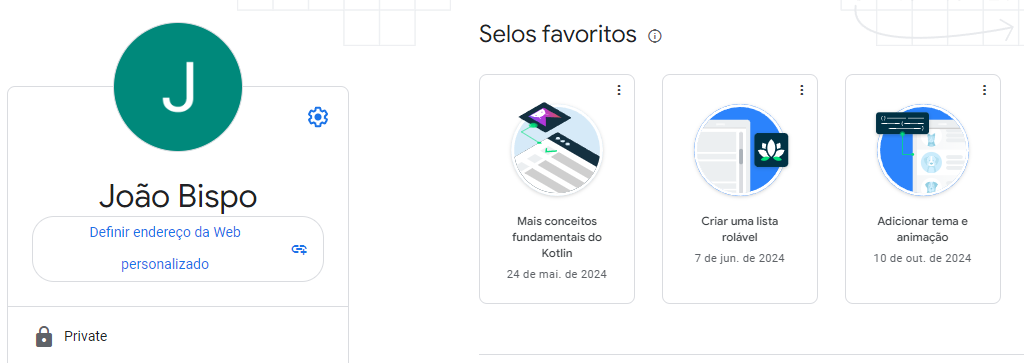 J
João Bispo
Definir endereço da Web
personalizado
Private
Selos favoritos
Mais conceitos
fundamentais do
Kotlin
24 de mai. de 2024
Criar uma lista
rolável
7 de jun. de 2024
Adicionar tema e
animação
10 de out. de 2024